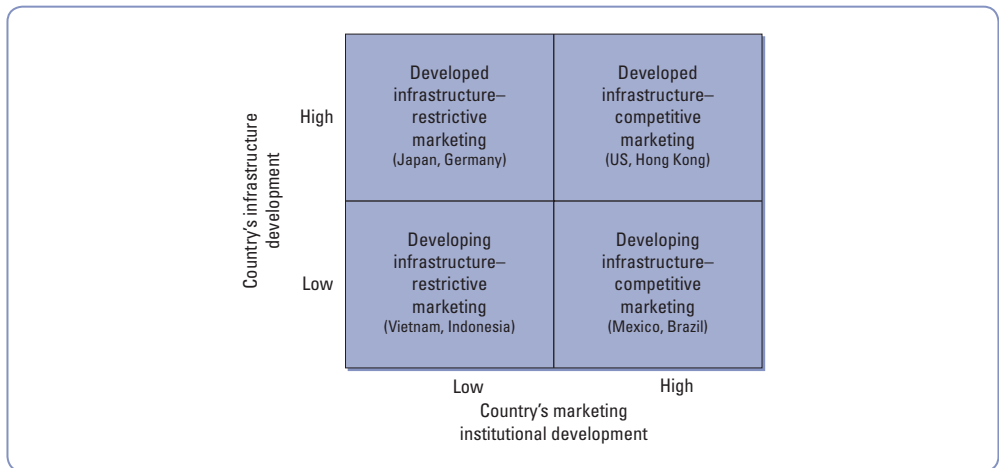 Country's infrastructure
development
High
Developed
infrastructure–
restrictive
marketing
(Japan, Germany)
Developed
infrastructure–
competitive
marketing
(US, Hong Kong)
Low
Developing
infrastructure–
restrictive
marketing
(Vietnam, Indonesia)
Developing
infrastructure–
competitive
marketing
(Mexico, Brazil)
Low
High
Country's marketing
institutional development